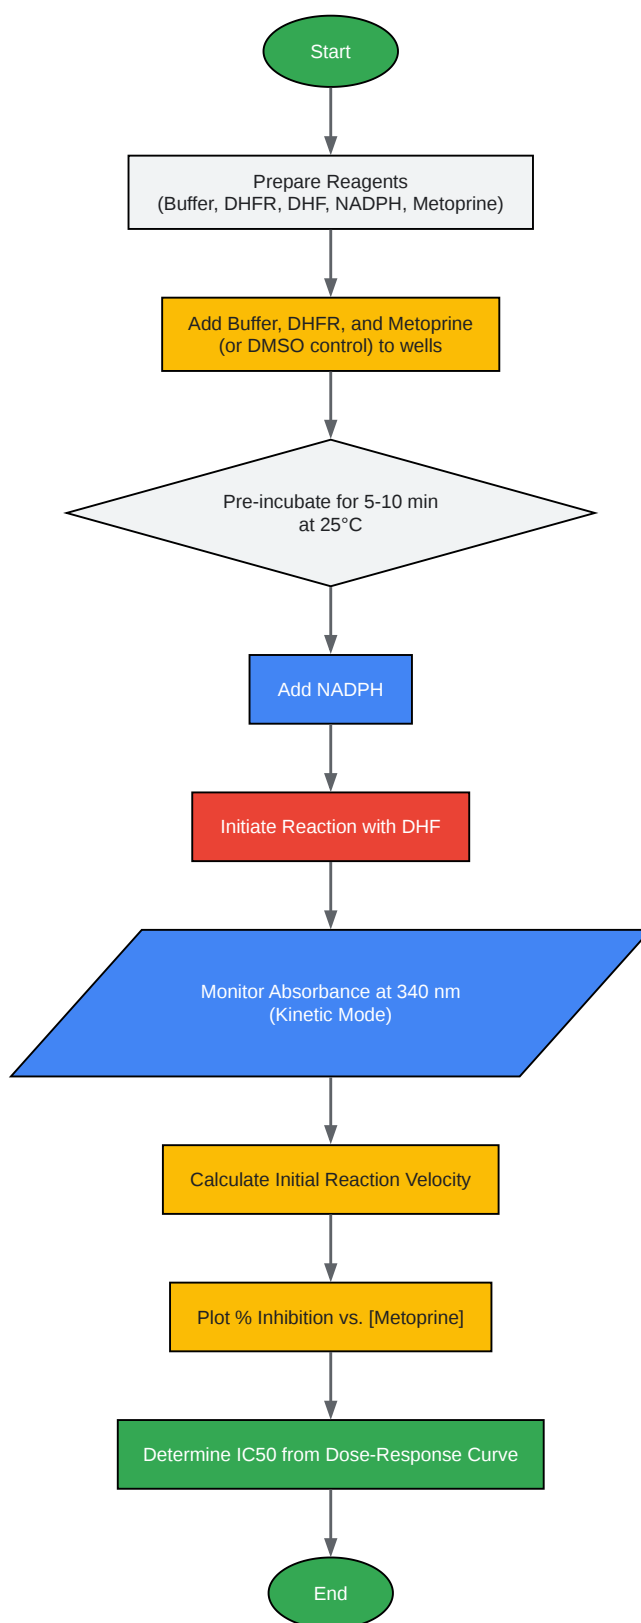 Start
Prepare Reagents
(Buffer, DHFR, DHF, NADPH, Metoprine)
Add Buffer, DHFR, and Metoprine
(or DMSO control) to wells
Pre-incubate for 5-10 min
at 25°C
Add NADPH
Initiate Reaction with DHF
Monitor Absorbance at 340 nm
(Kinetic Mode)
Calculate Initial Reaction Velocity
Plot % Inhibition vs. [Metoprine]
Determine IC50 from Dose-Response Curve
End